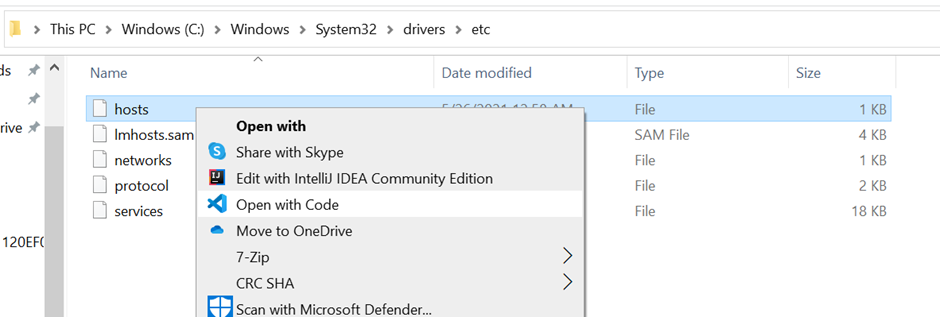 This PC > Windows (C:) > Windows > System32 > drivers > etc
ds
rive
120EF0
Name Date modified Type Size
hosts 5/26/2021 12:58 AM File 1 KB
lmhosts.sam SAM File 4 KB
networks File 1 KB
protocol File 2 KB
services File 18 KB
Open with
Share with Skype
Edit with IntelliJ IDEA Community Edition
Open with Code
Move to OneDrive
7-Zip
CRC SHA
Scan with Microsoft Defender...